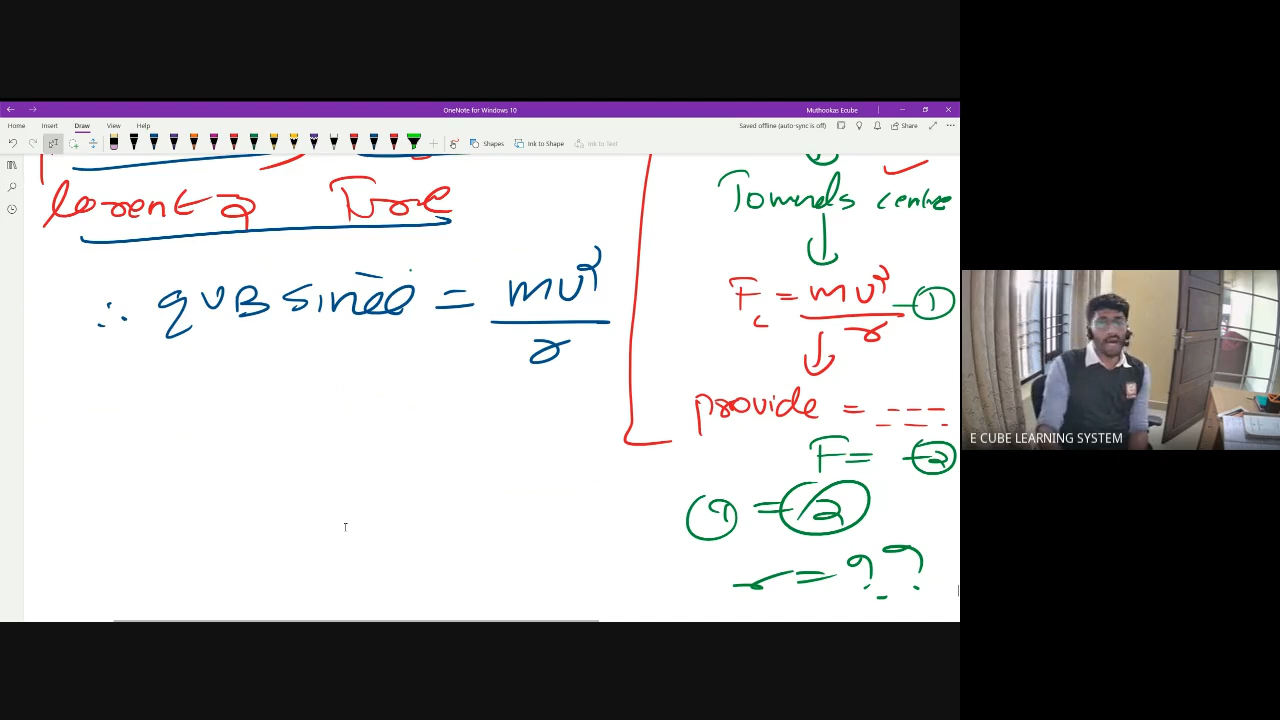 OneNote for Windows 10
Muthookas Ecube
Home Insert Draw View Help
Saved offline (auto-sync is off)
Share
Shapes
Ink to Shape
Ink to Text
lorentz Force
∴ qvB sin = mv²
r
Towards centre
F_c = mv² — ①
r
provide = ---
F = — ②
① = ②
r = ??
E CUBE LEARNING SYSTEM